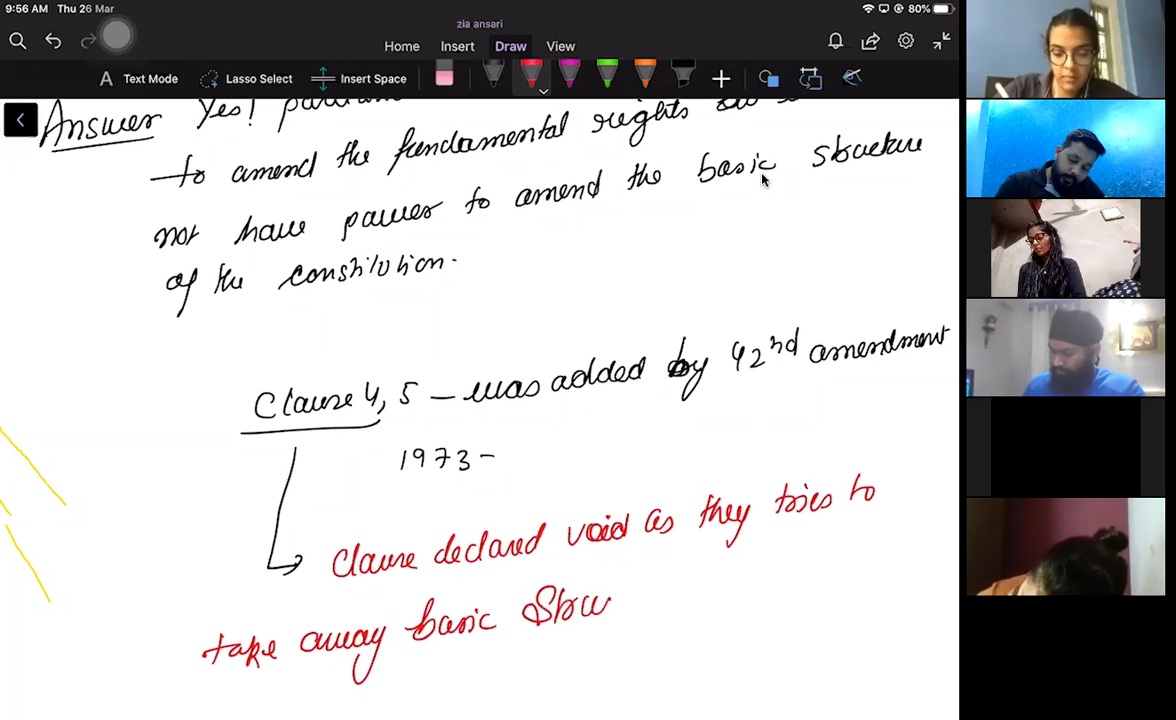 9:56 AM Thu 26 Mar
80%
zia ansari
Home Insert Draw View
A Text Mode Lasso Select Insert Space
Answer Yes!
to amend the fundamental rights
not have power to amend the basic structure
of the constitution.
Clause 4, 5 – was added by 42nd amendment
1973 –
Clause declared void as they tries to
take away basic Stru